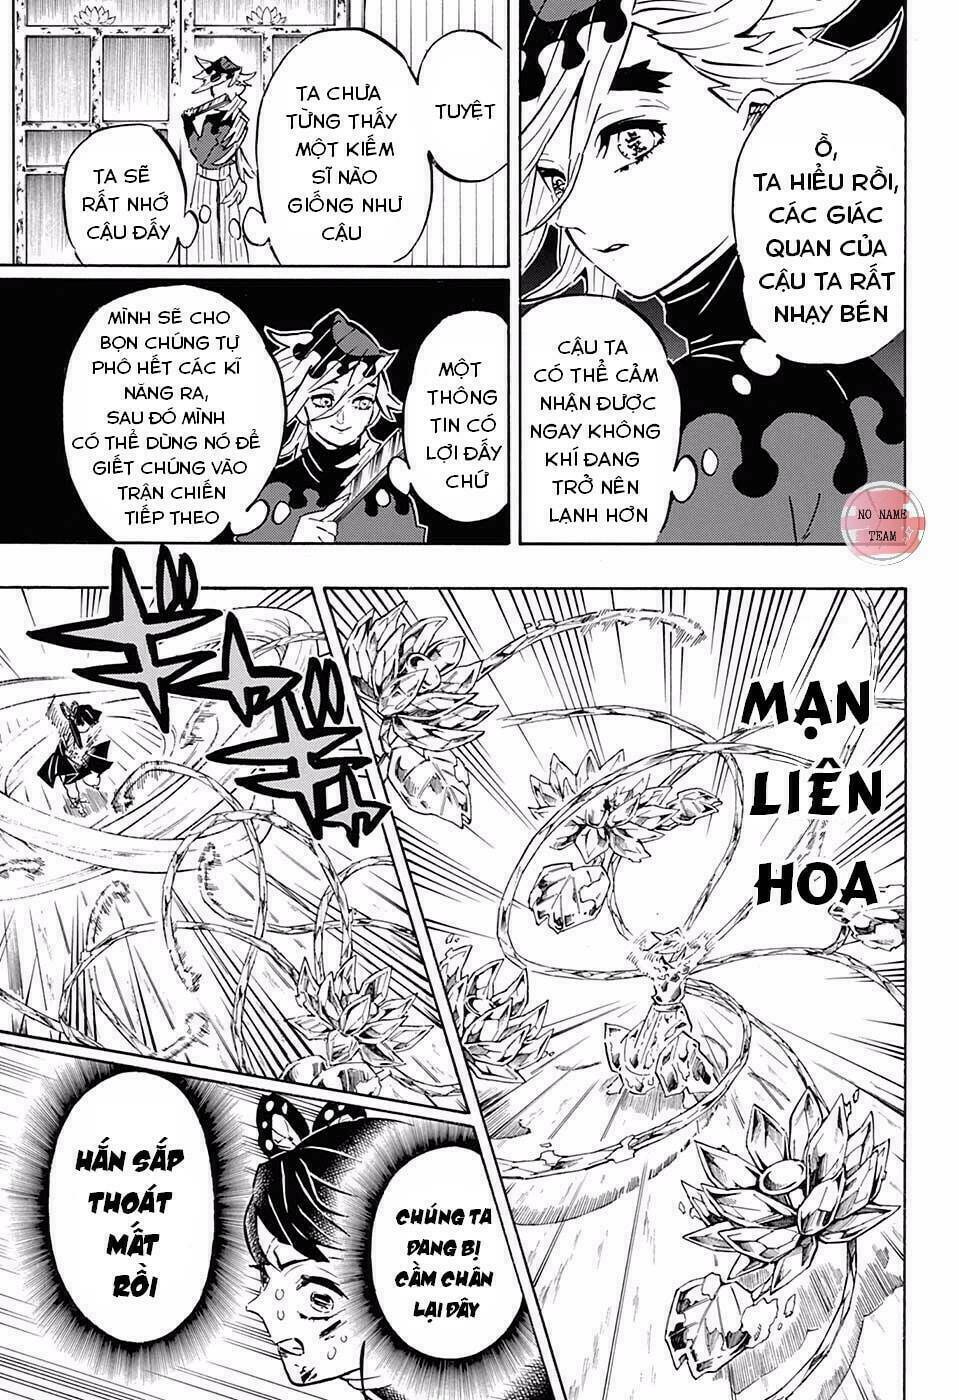 Ồ,
TA HIỂU RỒI,
CÁC GIÁC
QUAN CỦA
CẬU TA RẤT
NHẠY BÉN
CẬU TA
CÓ THỂ CẢM
NHẬN ĐƯỢC
NGAY KHÔNG
KHÍ ĐANG
TRỞ NÊN
LẠNH HƠN
TUYỆT
TA CHƯA
TỪNG THẤY
MỘT KIẾM
SĨ NÀO
GIỐNG NHƯ
CẬU
TA SẼ
RẤT NHỚ
CẬU ĐẤY
MỘT
THÔNG
TIN CÓ
LỢI ĐẤY
CHỨ
MÌNH SẼ CHO
BỌN CHÚNG TỰ
PHÔ HẾT CÁC KĨ
NĂNG RA,
SAU ĐÓ MÌNH
CÓ THỂ DÙNG NÓ ĐỂ
GIẾT CHÚNG VÀO
TRẬN CHIẾN
TIẾP THEO
NO NAME
TEAM
MẠN
LIÊN
HOA
ギギギ
CHÚNG TA
ĐANG BỊ
CẦM CHÂN
LẠI ĐÂY
HẮN SẮP
THOÁT
MẤT
RỒI